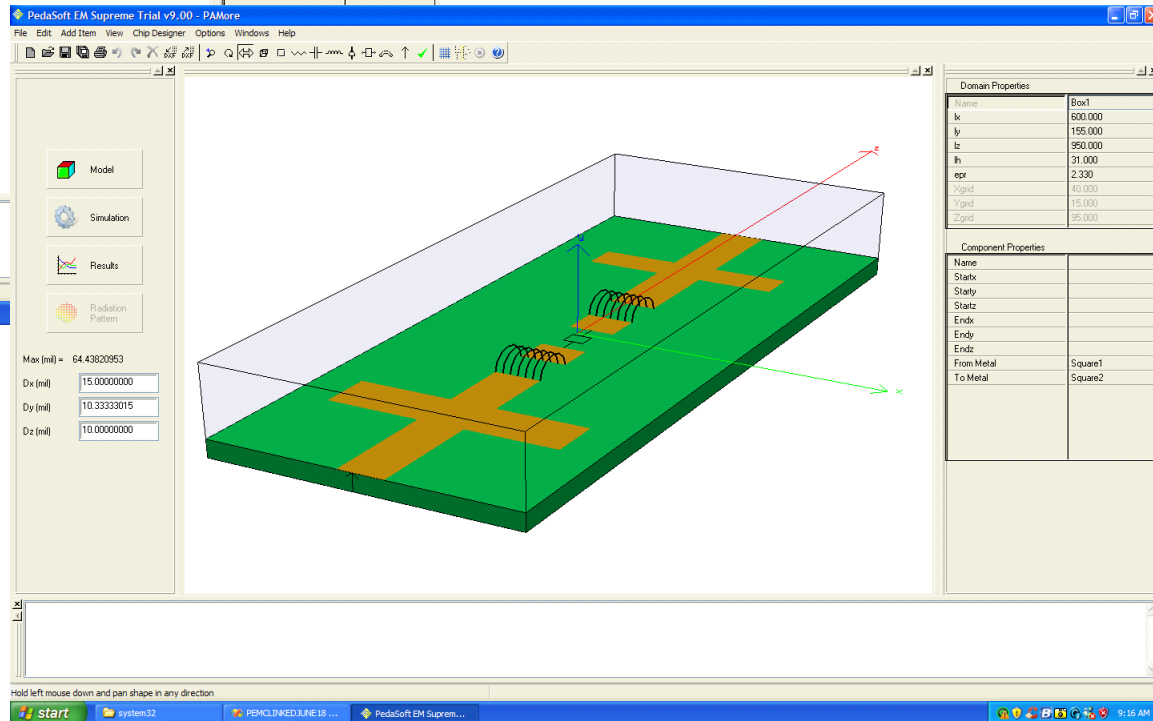 PedaSoft EM Supreme Trial v9.00 - PAMore
File Edit Add Item View Chip Designer Options Windows Help
Model
Simulation
Results
Radiation
Pattern
Max (mil) = 64.43820953
Dx (mil) 15.00000000
Dy (mil) 10.33333015
Dz (mil) 10.00000000
z
x
Domain Properties
Name Box1
lx 600.000
ly 155.000
lz 950.000
lh 31.000
epr 2.330
Xgrid 40.000
Ygrid 15.000
Zgrid 95.000
Component Properties
Name
Startx
Starty
Startz
Endx
Endy
Endz
From Metal Square1
To Metal Square2
Hold left mouse down and pan shape in any direction
start system32 PEMCLINKEDJUNE18 ... PedaSoft EM Suprem... 9:16 AM